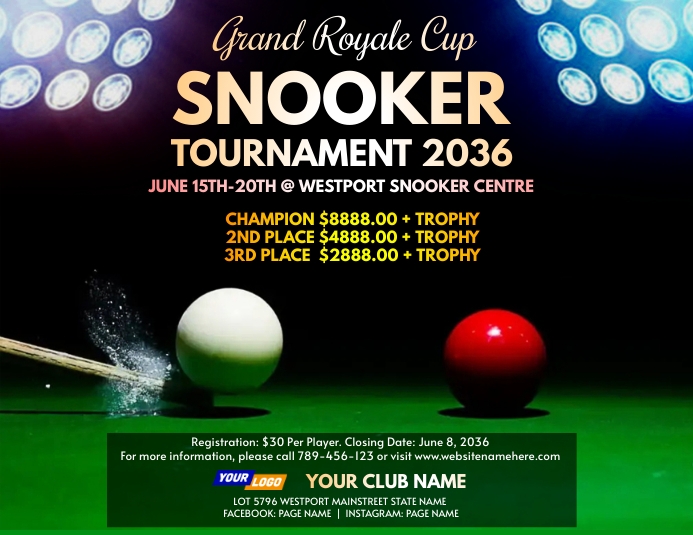 Grand Royale Cup
SNOOKER
TOURNAMENT 2036
JUNE 15TH-20TH @ WESTPORT SNOOKER CENTRE
CHAMPION $8888.00 + TROPHY
2ND PLACE $4888.00 + TROPHY
3RD PLACE $2888.00 + TROPHY
Registration: $30 Per Player. Closing Date: June 8, 2036
For more information, please call 789-456-123 or visit www.websitenamehere.com
YOUR LOGO YOUR CLUB NAME
LOT 5796 WESTPORT MAINSTREET STATE NAME
FACEBOOK: PAGE NAME | INSTAGRAM: PAGE NAME